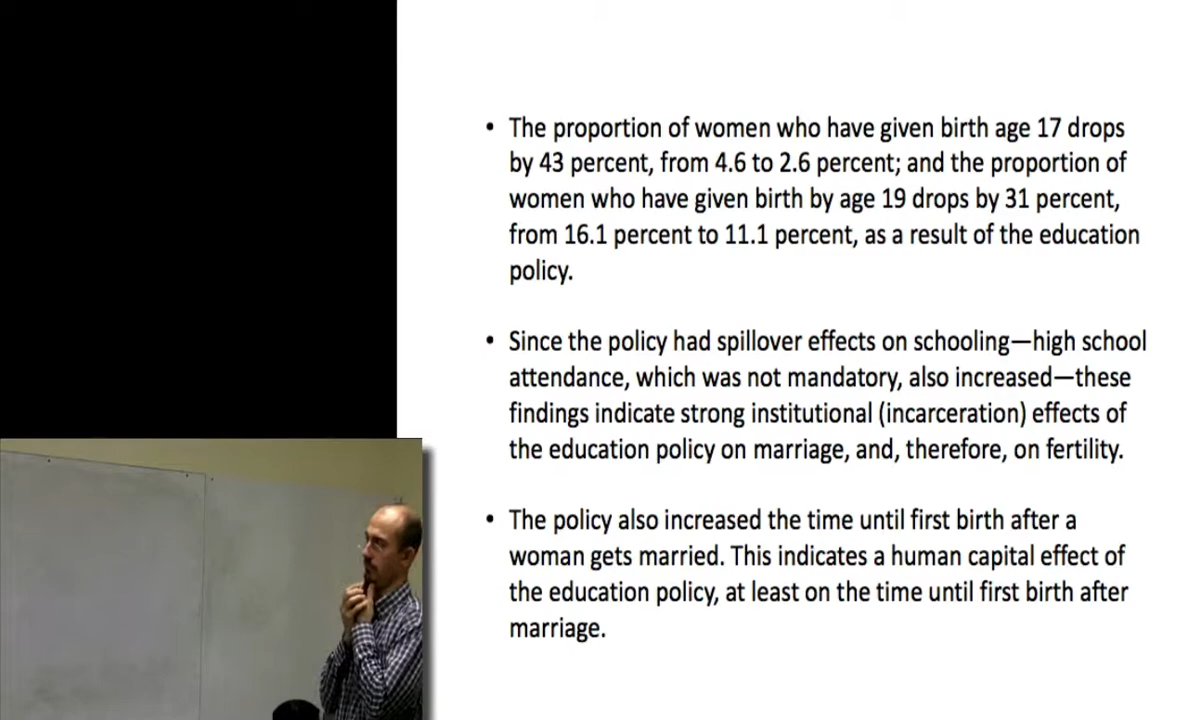 • The proportion of women who have given birth age 17 drops
by 43 percent, from 4.6 to 2.6 percent; and the proportion of
women who have given birth by age 19 drops by 31 percent,
from 16.1 percent to 11.1 percent, as a result of the education
policy.
• Since the policy had spillover effects on schooling—high school
attendance, which was not mandatory, also increased—these
findings indicate strong institutional (incarceration) effects of
the education policy on marriage, and, therefore, on fertility.
• The policy also increased the time until first birth after a
woman gets married. This indicates a human capital effect of
the education policy, at least on the time until first birth after
marriage.